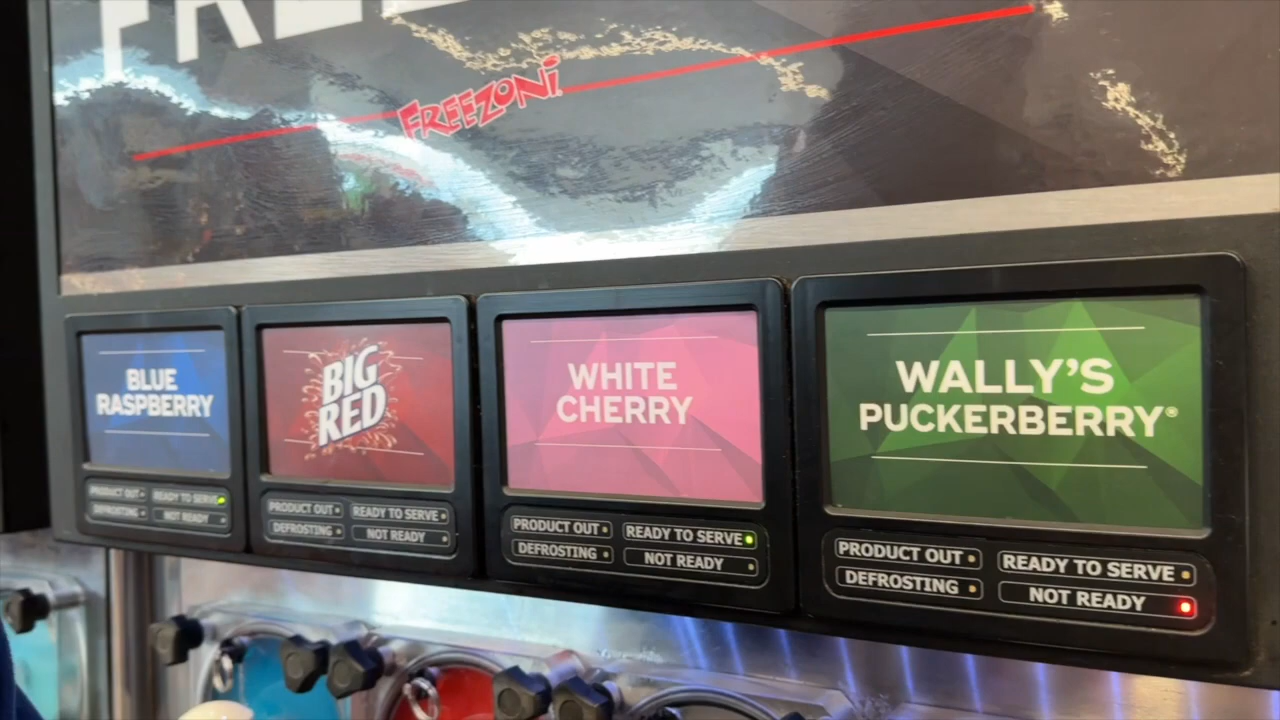 FREEZONI
BLUE
RASPBERRY
PRODUCT OUT
READY TO SERVE
DEFROSTING
NOT READY
BIG
RED
PRODUCT OUT
READY TO SERVE
DEFROSTING
NOT READY
WHITE
CHERRY
PRODUCT OUT
READY TO SERVE
DEFROSTING
NOT READY
WALLY'S
PUCKERBERRY®
PRODUCT OUT
READY TO SERVE
DEFROSTING
NOT READY